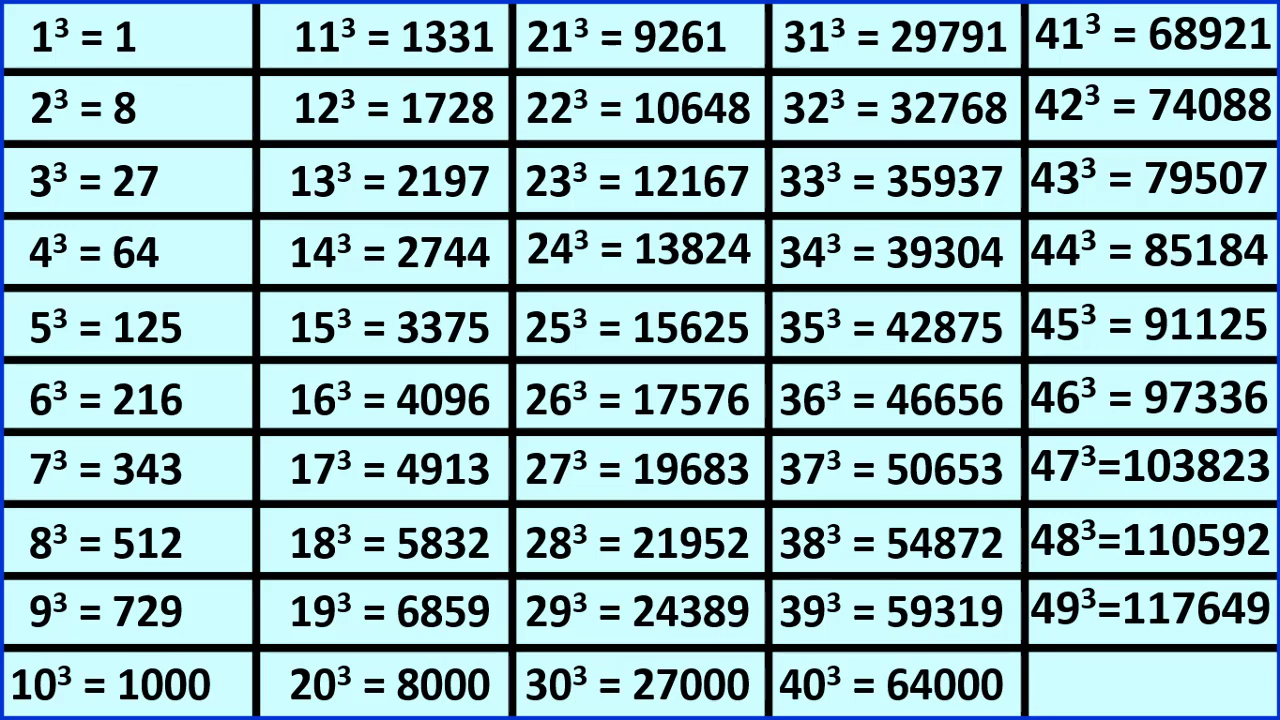 1³ = 1
2³ = 8
3³ = 27
4³ = 64
5³ = 125
6³ = 216
7³ = 343
8³ = 512
9³ = 729
10³ = 1000
11³ = 1331
12³ = 1728
13³ = 2197
14³ = 2744
15³ = 3375
16³ = 4096
17³ = 4913
18³ = 5832
19³ = 6859
20³ = 8000
21³ = 9261
22³ = 10648
23³ = 12167
24³ = 13824
25³ = 15625
26³ = 17576
27³ = 19683
28³ = 21952
29³ = 24389
30³ = 27000
31³ = 29791
32³ = 32768
33³ = 35937
34³ = 39304
35³ = 42875
36³ = 46656
37³ = 50653
38³ = 54872
39³ = 59319
40³ = 64000
41³ = 68921
42³ = 74088
43³ = 79507
44³ = 85184
45³ = 91125
46³ = 97336
47³=103823
48³=110592
49³=117649